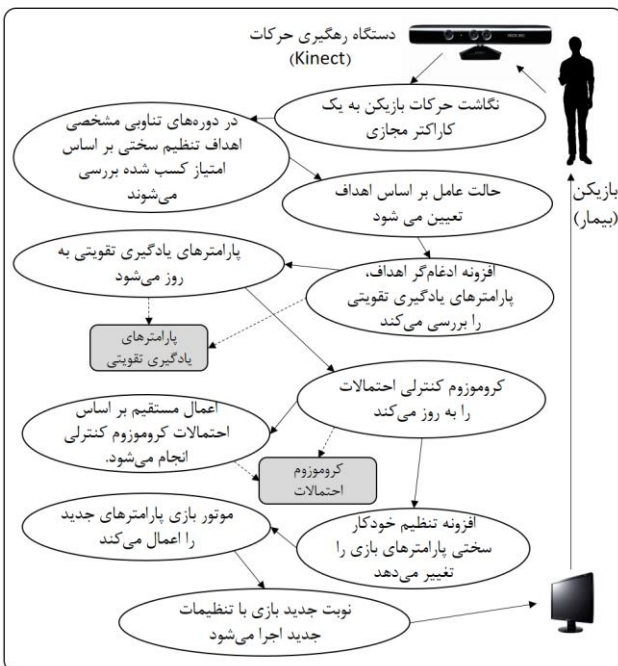 دستگاه رهگیری حرکات
(Kinect)
نگاشت حرکات بازیکن به یک
کاراکتر مجازی
در دوره‌های تناوبی مشخصی
اهداف تنظیم سختی بر اساس
امتیاز کسب شده بررسی
می‌شوند
بازیکن
(بیمار)
حالت عامل بر اساس اهداف
تعیین می شود
افزونه ادغام‌گر اهداف،
پارامترهای یادگیری تقویتی
را بررسی می‌کند
پارامترهای یادگیری تقویتی به
روز می‌شود
پارامترهای
یادگیری تقویتی
کروموزوم کنترلی احتمالات
را به روز می‌کند
اعمال مستقیم بر اساس
احتمالات کروموزوم کنترلی
انجام می‌شود.
کروموزوم
احتمالات
افزونه تنظیم خودکار
سختی پارامترهای بازی را
تغییر می‌دهد
موتور بازی پارامترهای جدید
را اعمال می‌کند
نوبت جدید بازی با تنظیمات
جدید اجرا می‌شود